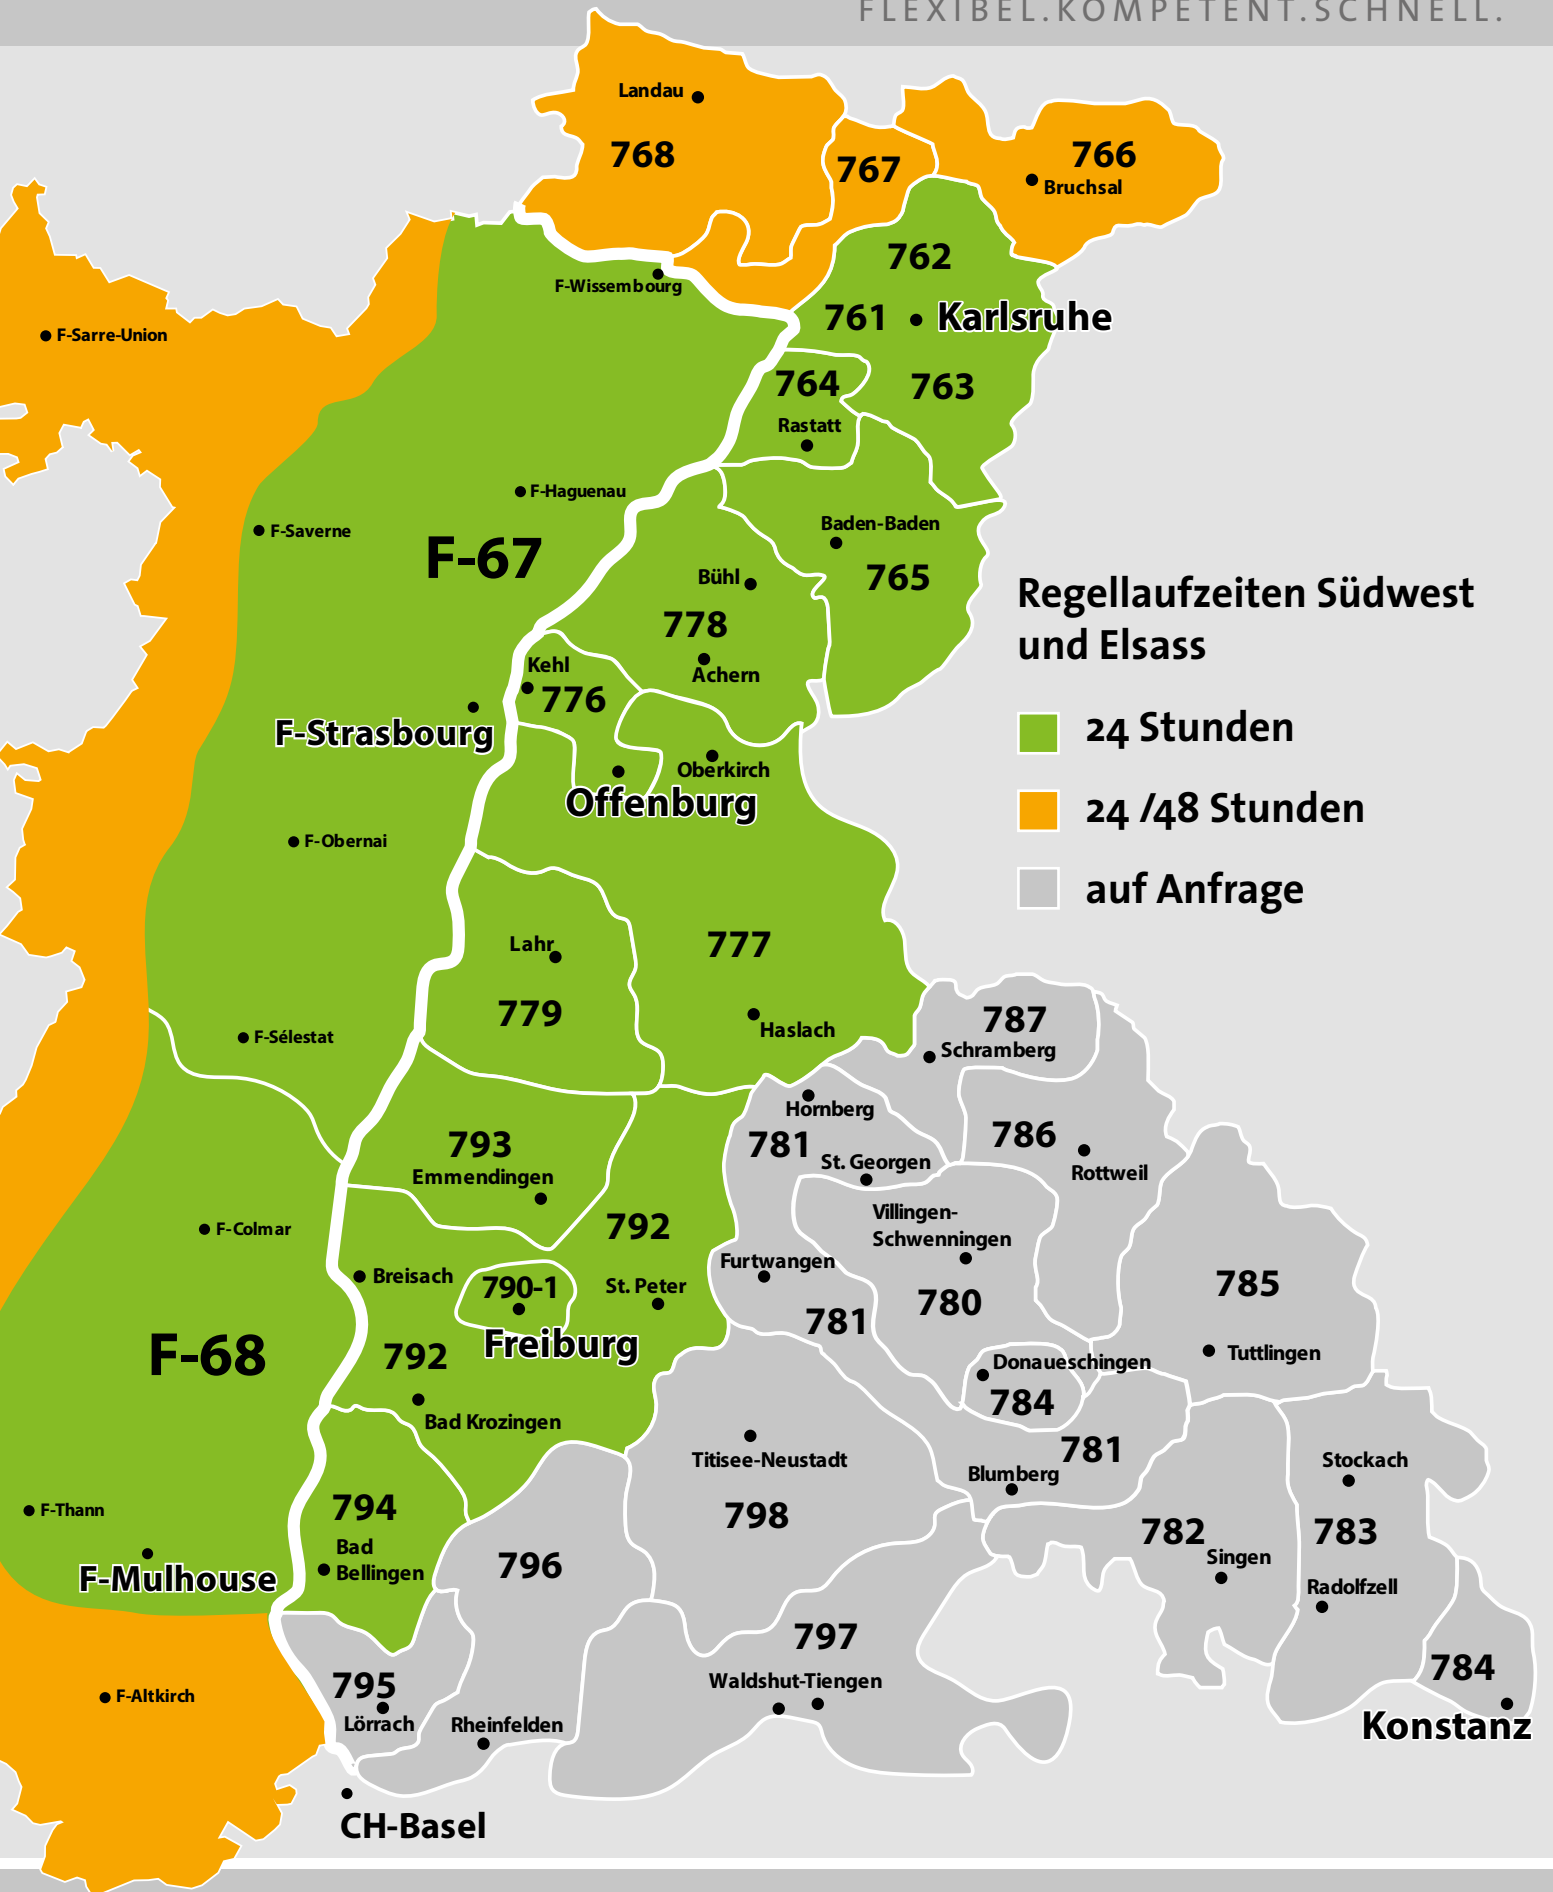 FLEXIBEL.KOMPETENT.SCHNELL.
Landau
768
767
766
Bruchsal
762
F-Wissembourg
761
Karlsruhe
F-Sarre-Union
764
763
Rastatt
F-Haguenau
F-Saverne
Baden-Baden
F-67
Bühl
765
Regellaufzeiten Südwest
und Elsass
778
Kehl
Achern
776
F-Strasbourg
24 Stunden
Oberkirch
Offenburg
24 /48 Stunden
F-Obernai
auf Anfrage
Lahr
777
779
Haslach
787
F-Sélestat
Schramberg
Hornberg
793
781
786
St. Georgen
Rottweil
Emmendingen
Villingen-
Schwenningen
792
F-Colmar
Furtwangen
Breisach
790-1
St. Peter
785
780
781
Freiburg
F-68
792
Tuttlingen
Donaueschingen
784
Bad Krozingen
781
Titisee-Neustadt
Stockach
Blumberg
794
F-Thann
798
782
783
Bad
Bellingen
Singen
796
F-Mulhouse
Radolfzell
797
784
795
Waldshut-Tiengen
F-Altkirch
Lörrach
Rheinfelden
Konstanz
CH-Basel